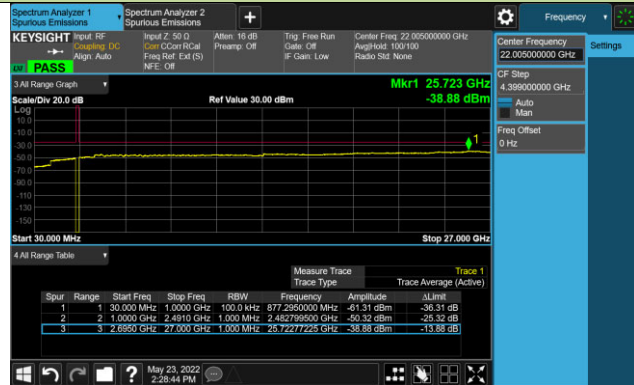 Spectrum Analyzer 1
Spurious Emissions
Spectrum Analyzer 2
Spurious Emissions
+
Frequency
KEYSIGHT
Input: RF
Coupling: DC
Align: Auto
Input Z: 50 Ω
Corr CCorr RCal
Freq Ref: Ext (S)
NFE: Off
Atten: 16 dB
Preamp: Off
Trig: Free Run
Gate: Off
IF Gain: Low
Center Freq: 22.005000000 GHz
Avg|Hold: 100/100
Radio Std: None
PASS
Center Frequency
22.005000000 GHz
Settings
CF Step
4.399000000 GHz
Auto
Man
Freq Offset
0 Hz
3 All Range Graph
Mkr1 25.723 GHz
-38.88 dBm
Scale/Div 20.0 dB
Ref Value 30.00 dBm
Log
10.0
-10.0
-30.0
-50.0
-70.0
-90.0
-110
-130
-150
1
Start 30.000 MHz
Stop 27.000 GHz
4 All Range Table
Measure Trace Trace 1
Trace Type Trace Average (Active)
Spur Range Start Freq Stop Freq RBW Frequency Amplitude ΔLimit
1 1 30.000 MHz 1.0000 GHz 100.0 kHz 877.2950000 MHz -61.31 dBm -36.31 dB
2 2 1.0000 GHz 2.4910 GHz 1.000 MHz 2.482799500 GHz -50.32 dBm -25.32 dB
3 3 2.6950 GHz 27.000 GHz 1.000 MHz 25.72277225 GHz -38.88 dBm -13.88 dB
?
May 23, 2022
2:28:44 PM